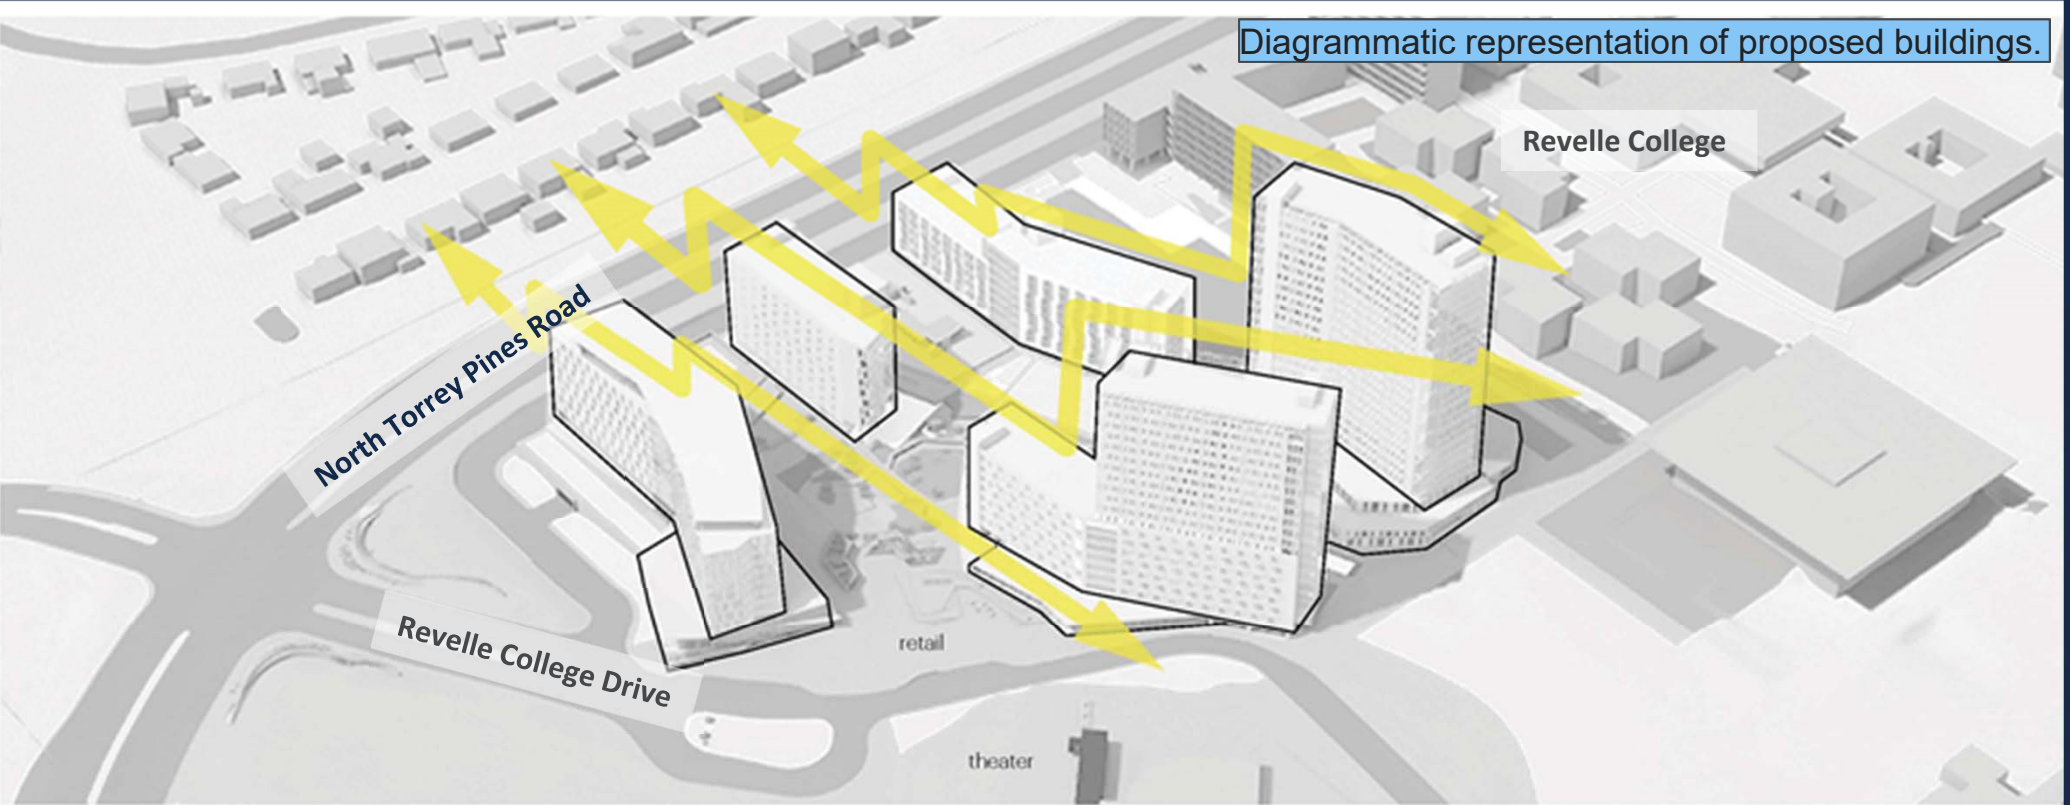 Diagrammatic representation of proposed buildings.
Revelle College
North Torrey Pines Road
Revelle College Drive
retail
theater